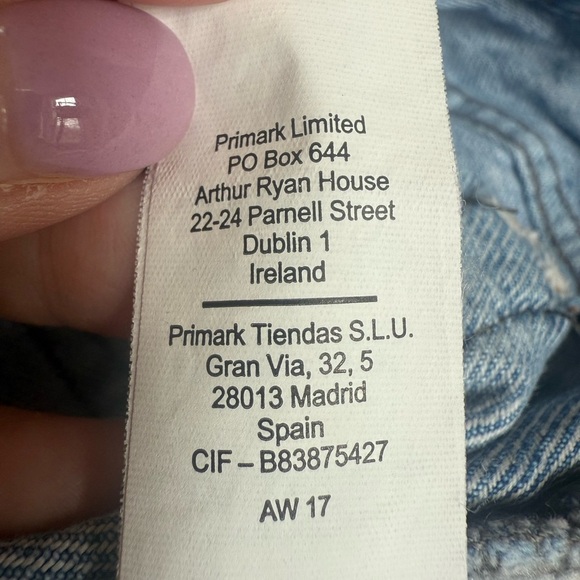 Primark Limited
PO Box 644
Arthur Ryan House
22-24 Parnell Street
Dublin 1
Ireland
Primark Tiendas S.L.U.
Gran Via, 32, 5
28013 Madrid
Spain
CIF – B83875427
AW 17